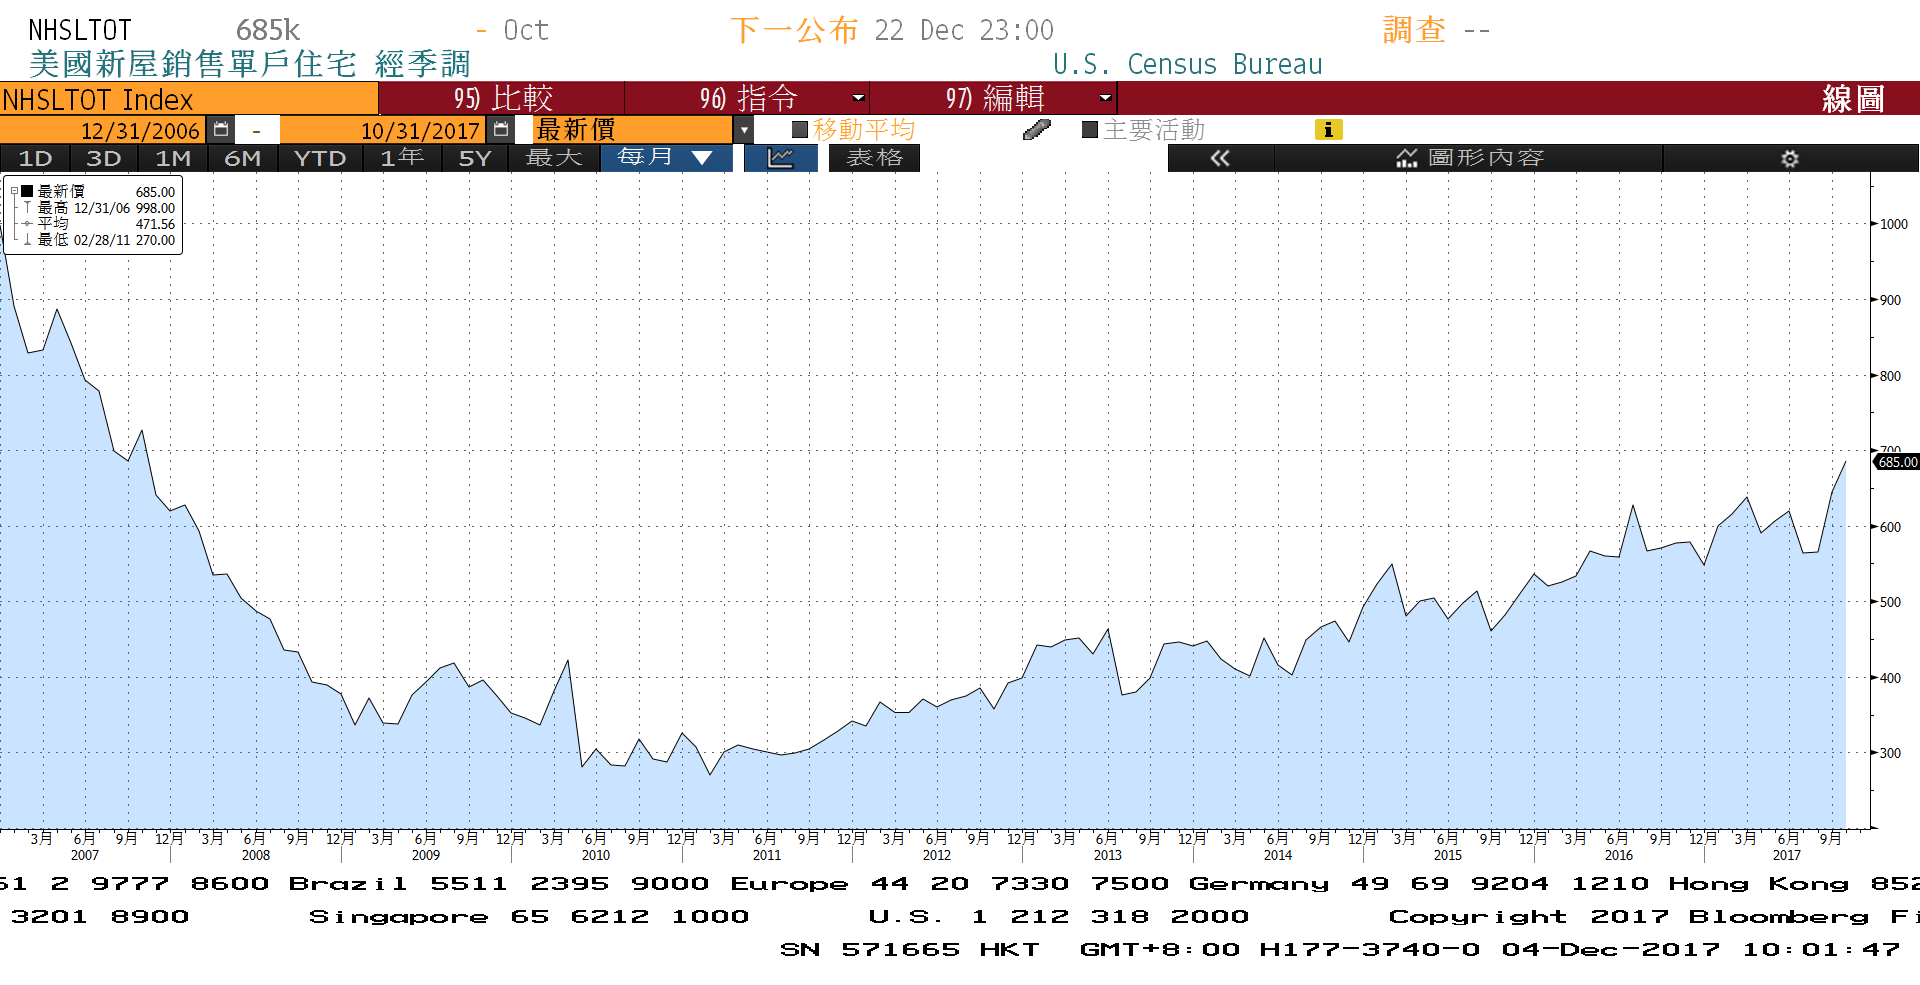 NHSLTOT 685k - Oct 下一公布 22 Dec 23:00 調查 --
美國新屋銷售單戶住宅 經季調 U.S. Census Bureau
NHSLTOT Index 95) 比較 96) 指令 97) 編輯 線圖
12/31/2006 - 10/31/2017 最新價 移動平均 主要活動 i
1D 3D 1M 6M YTD 1年 5Y 最大 每月 ▼ 表格 « 圖形內容
最新價 685.00
最高 12/31/06 998.00
平均 471.56
最低 02/28/11 270.00
1000
900
800
700
685.00
600
500
400
300
3月 6月 9月 12月 3月 6月 9月 12月 3月 6月 9月 12月 3月 6月 9月 12月 3月 6月 9月 12月 3月 6月 9月 12月 3月 6月 9月 12月 3月 6月 9月 12月 3月 6月 9月 12月 3月 6月 9月 12月 3月 6月 9月
2007 2008 2009 2010 2011 2012 2013 2014 2015 2016 2017
61 2 9777 8600 Brazil 5511 2395 9000 Europe 44 20 7330 7500 Germany 49 69 9204 1210 Hong Kong 852
3201 8900 Singapore 65 6212 1000 U.S. 1 212 318 2000 Copyright 2017 Bloomberg Fi
SN 571665 HKT GMT+8:00 H177-3740-0 04-Dec-2017 10:01:47